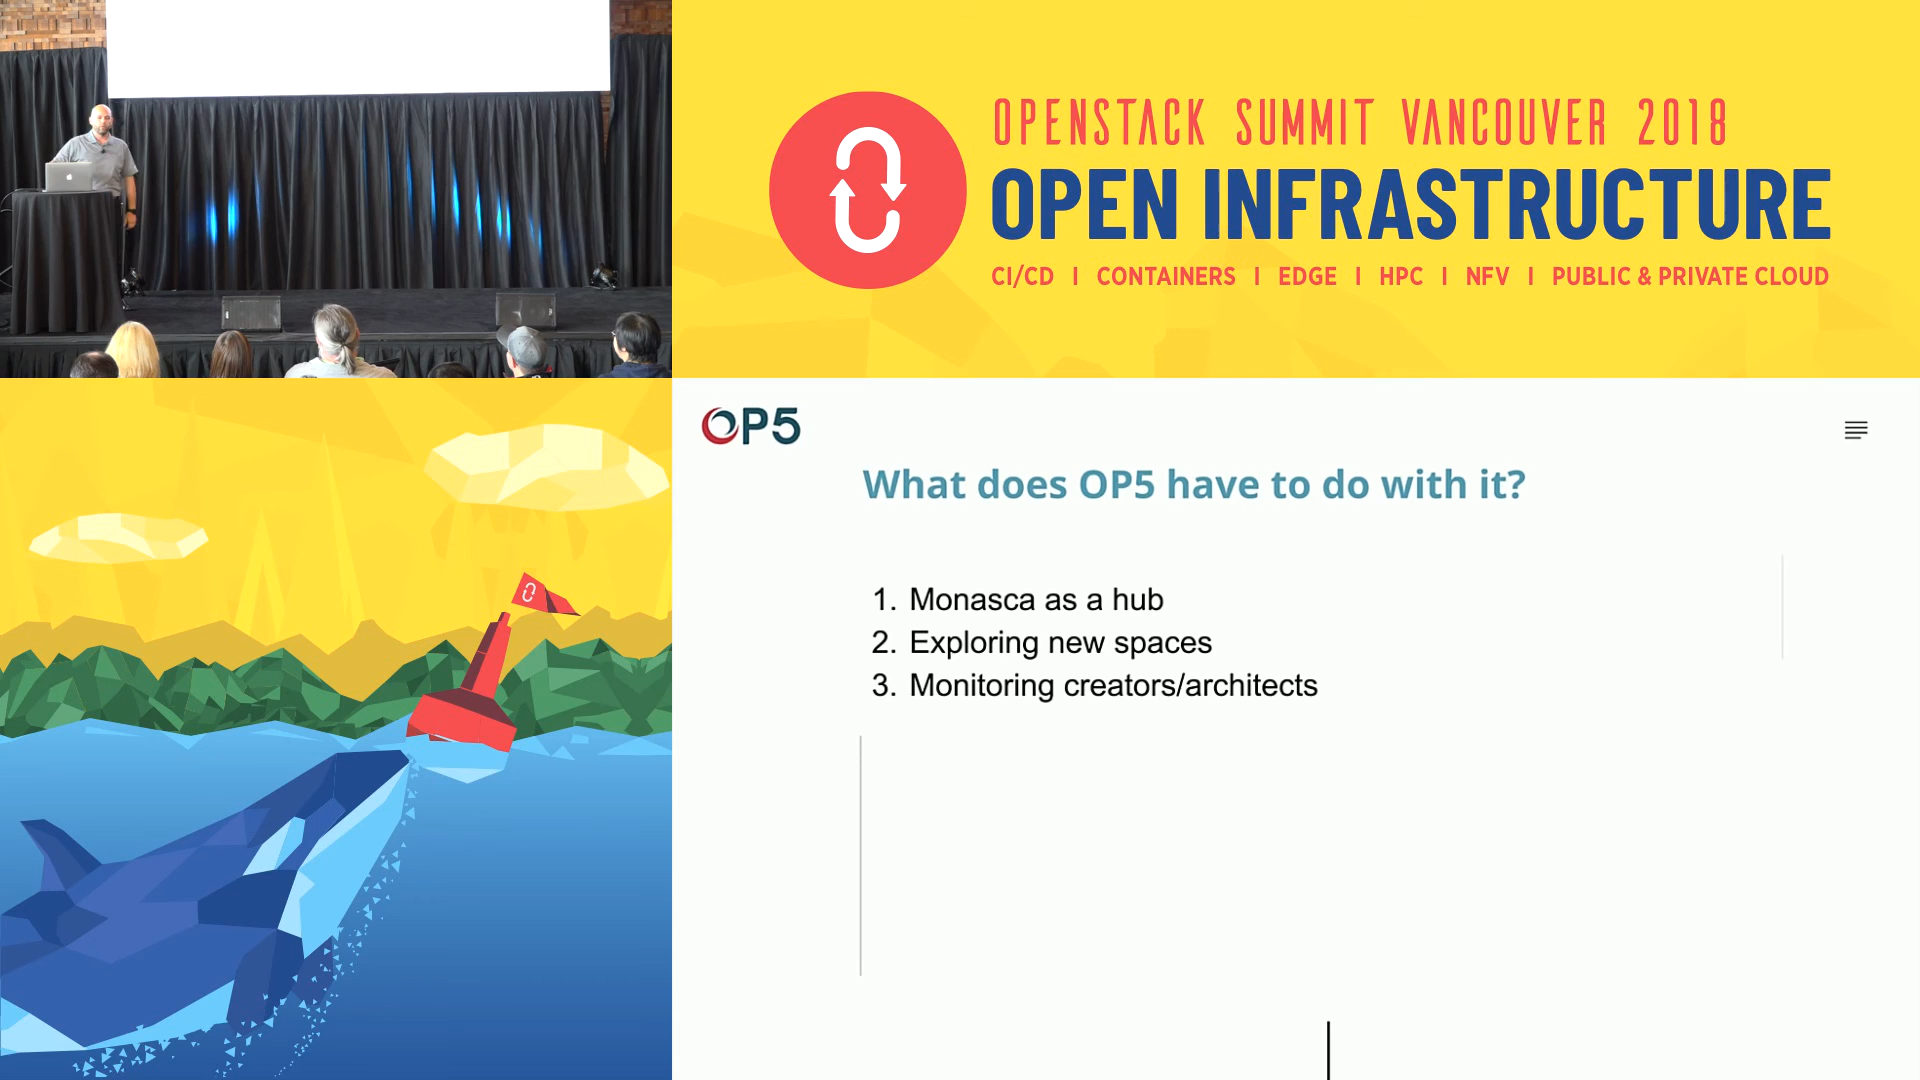 OPENSTACK SUMMIT VANCOUVER 2018
OPEN INFRASTRUCTURE
CI/CD | CONTAINERS | EDGE | HPC | NFV | PUBLIC & PRIVATE CLOUD
OP5
What does OP5 have to do with it?
1. Monasca as a hub
2. Exploring new spaces
3. Monitoring creators/architects